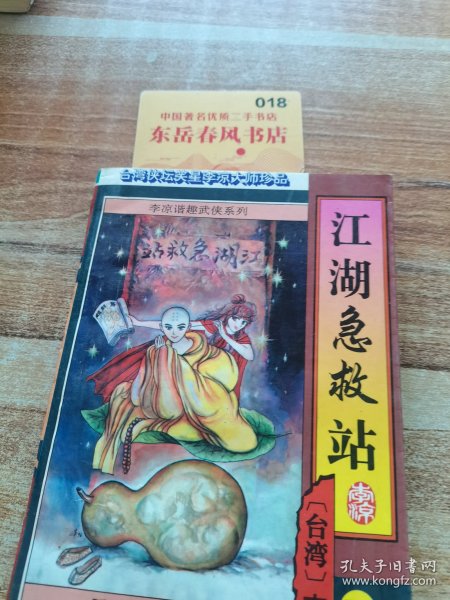 018
中国著名优质二手书店
东岳春风书店
台湾侠坛笑星李凉大师珍品
李凉谐趣武侠系列
江湖急救站
江湖急救站
李凉
〔台湾〕
孔夫子旧书网
book.kongfz.com